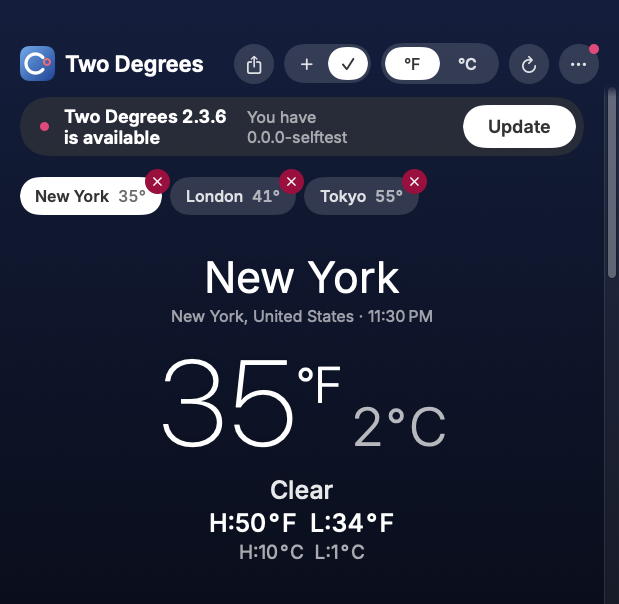 Two Degrees
+ ✓ °F °C ...
Two Degrees 2.3.6
is available
You have
0.0.0-selftest
Update
New York 35° ×
London 41° ×
Tokyo 55° ×
New York
New York, United States · 11:30 PM
35°F 2°C
Clear
H:50°F L:34°F
H:10°C L:1°C